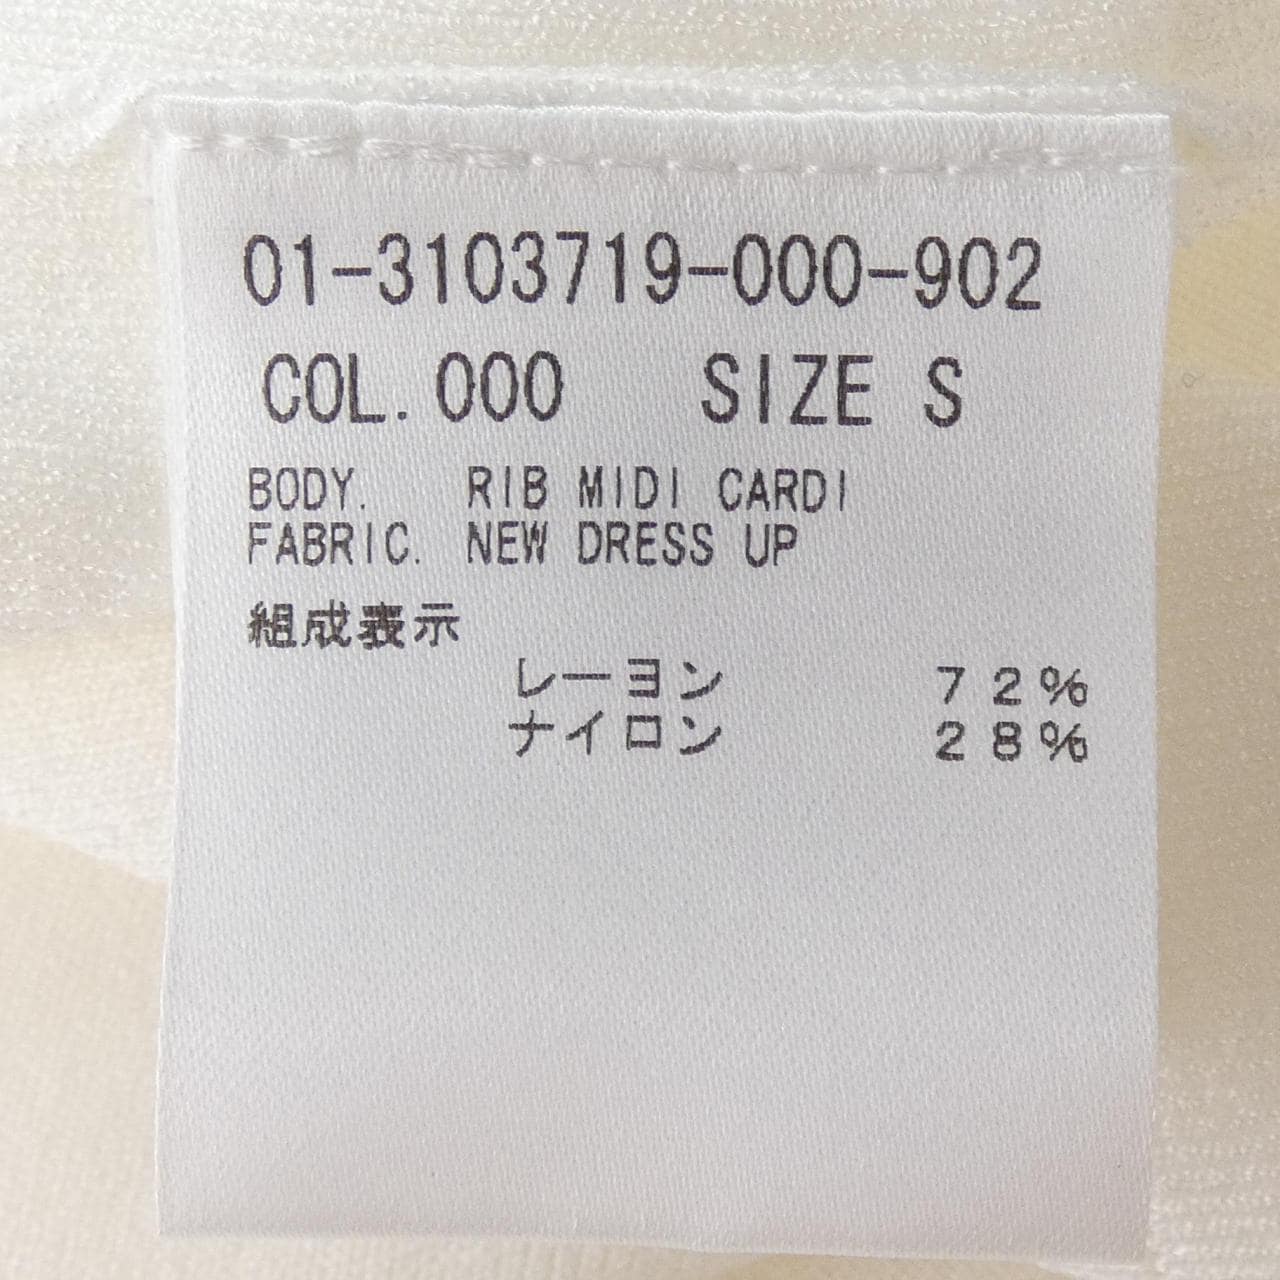 01-3103719-000-902
COL.000 SIZE S
BODY. RIB MIDI CARDI
FABRIC. NEW DRESS UP
組成表示
レーヨン 72%
ナイロン 28%